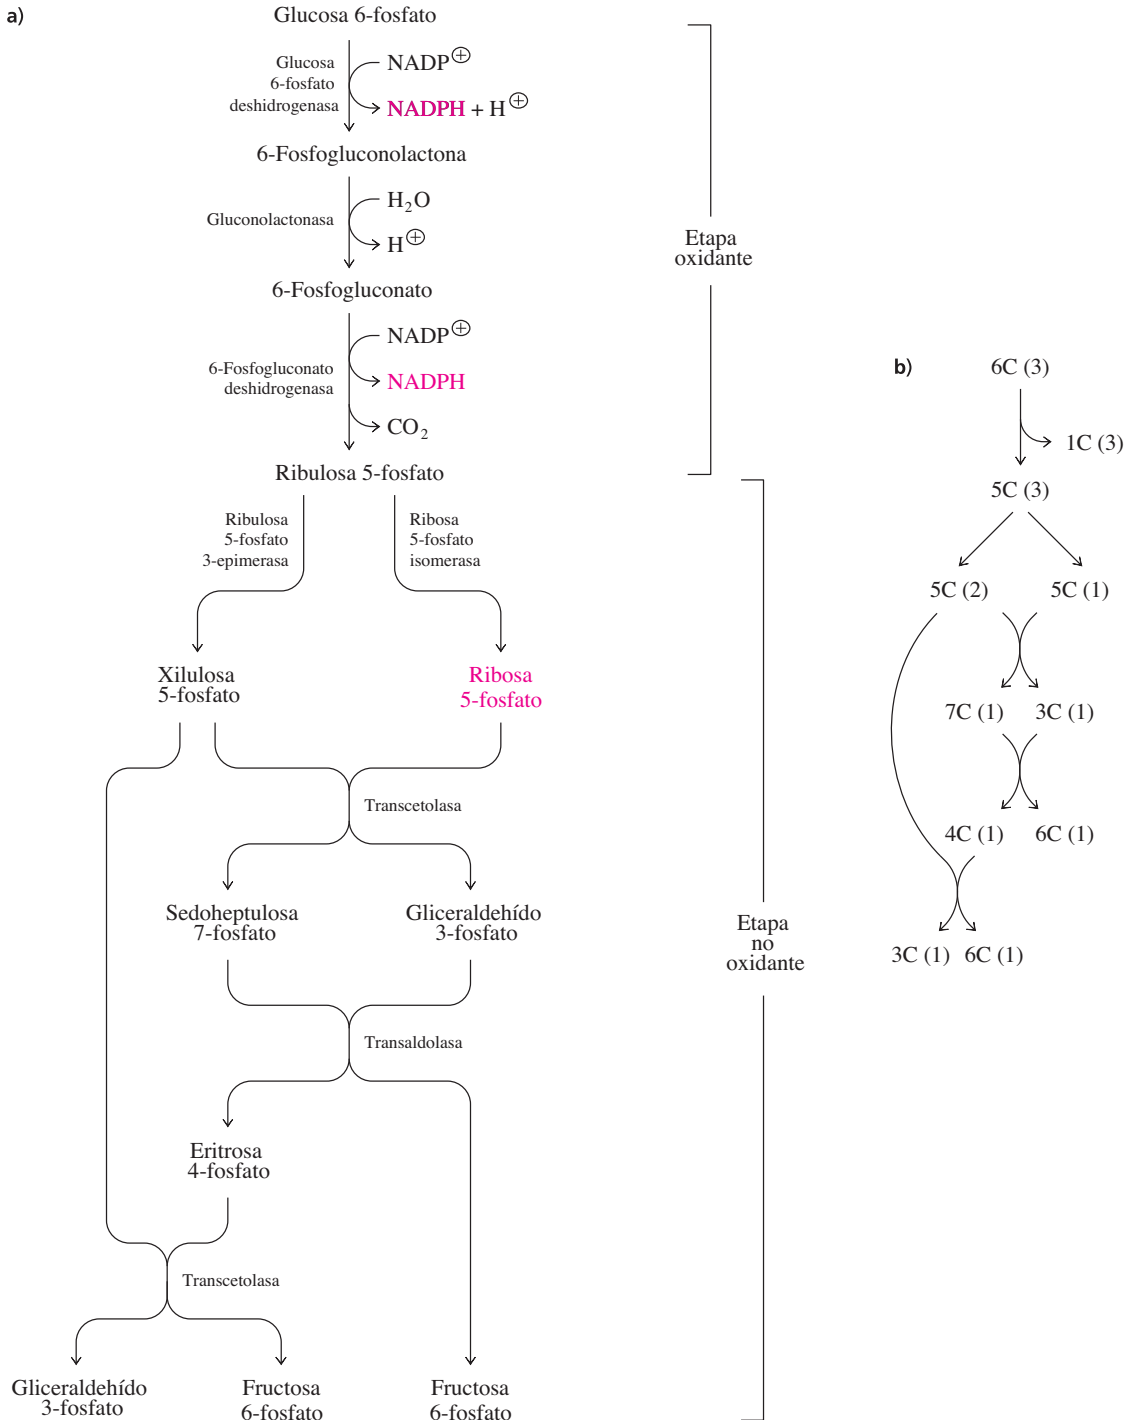 a)
Glucosa 6-fosfato
Glucosa
6-fosfato
deshidrogenasa
NADP⊕
NADPH + H⊕
6-Fosfogluconolactona
Gluconolactonasa
H₂O
H⊕
6-Fosfogluconato
6-Fosfogluconato
deshidrogenasa
NADP⊕
NADPH
CO₂
Ribulosa 5-fosfato
Etapa
oxidante
Ribulosa
5-fosfato
3-epimerasa
Ribosa
5-fosfato
isomerasa
Xilulosa
5-fosfato
Ribosa
5-fosfato
Transcetolasa
Sedoheptulosa
7-fosfato
Gliceraldehído
3-fosfato
Transaldolasa
Eritrosa
4-fosfato
Transcetolasa
Gliceraldehído
3-fosfato
Fructosa
6-fosfato
Fructosa
6-fosfato
Etapa
no
oxidante
b)
6C (3)
1C (3)
5C (3)
5C (2) 5C (1)
7C (1) 3C (1)
4C (1) 6C (1)
3C (1) 6C (1)